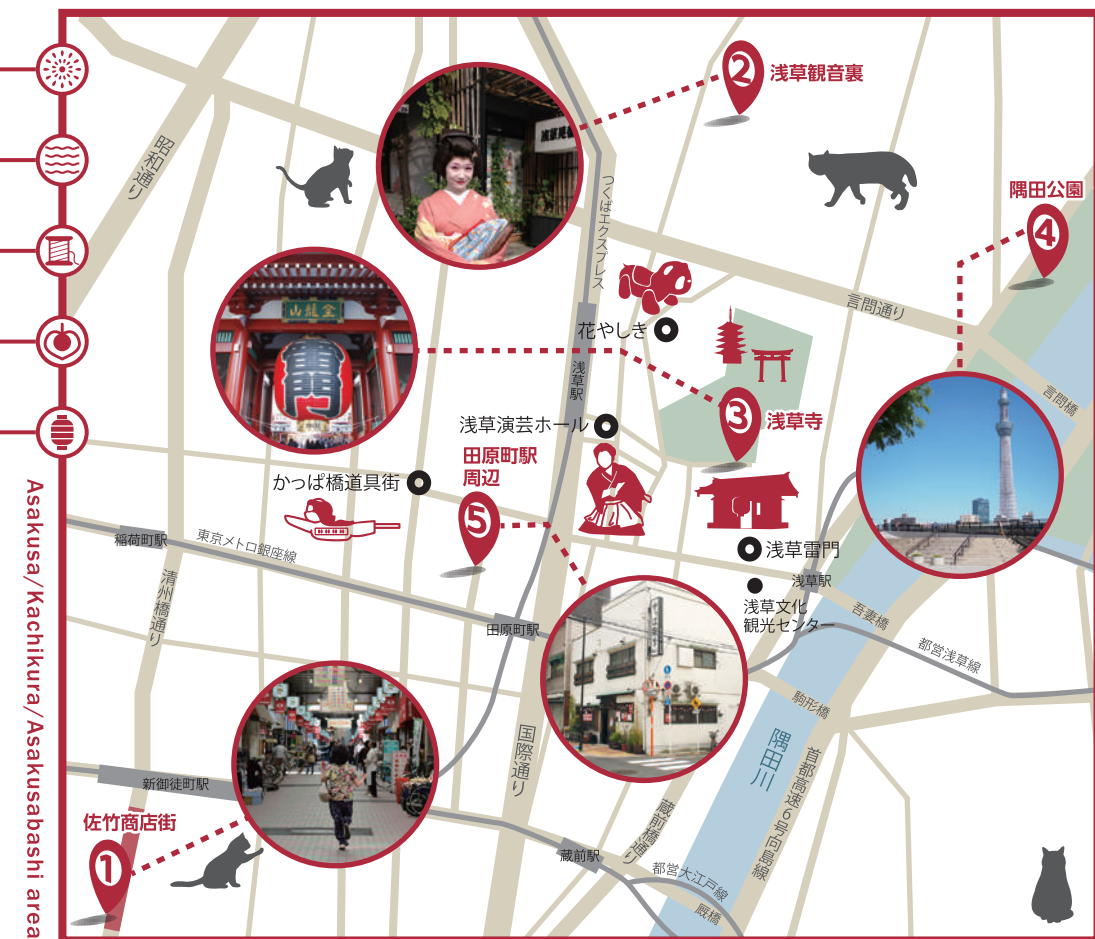 昭和通り
② 浅草観音裏
つくばエクスプレス
隅田公園
④
言問通り
花やしき
金龍山
浅草駅
言問橋
③ 浅草寺
浅草演芸ホール
田原町駅
周辺
⑤
かっぱ橋道具街
稲荷町駅
東京メトロ銀座線
清州橋通り
田原町駅
浅草雷門
浅草駅
浅草文化
観光センター
吾妻橋
都営浅草線
駒形橋
隅田川
国際通り
首都高速6号向島線
新御徒町駅
佐竹商店街
①
蔵前橋通り
蔵前駅
都営大江戸線
厩橋
Asakusa/Kachikura/Asakusabashi area